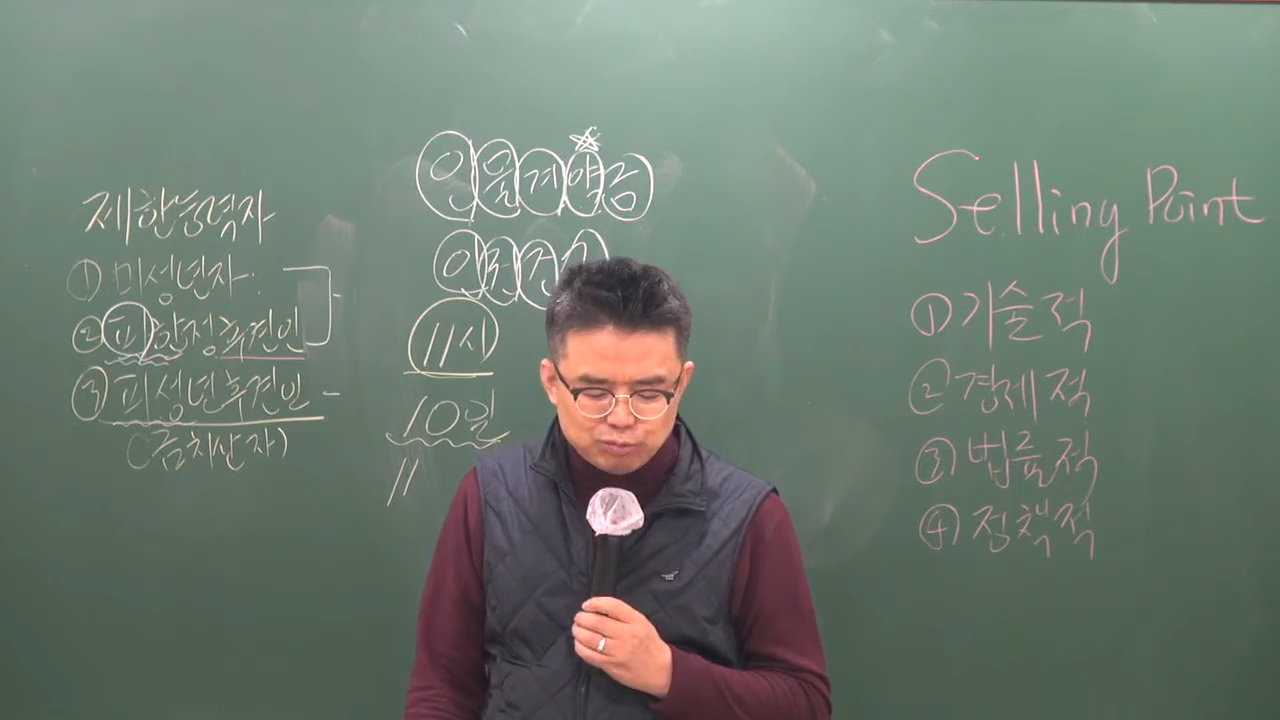 제한능력자
① 미성년자.
② 피한정후견인
③ 피성년후견인 -
(금치산자)
11시
10일
11
Selling Point
① 기술적
② 경제적
③ 법률적
④ 정책적